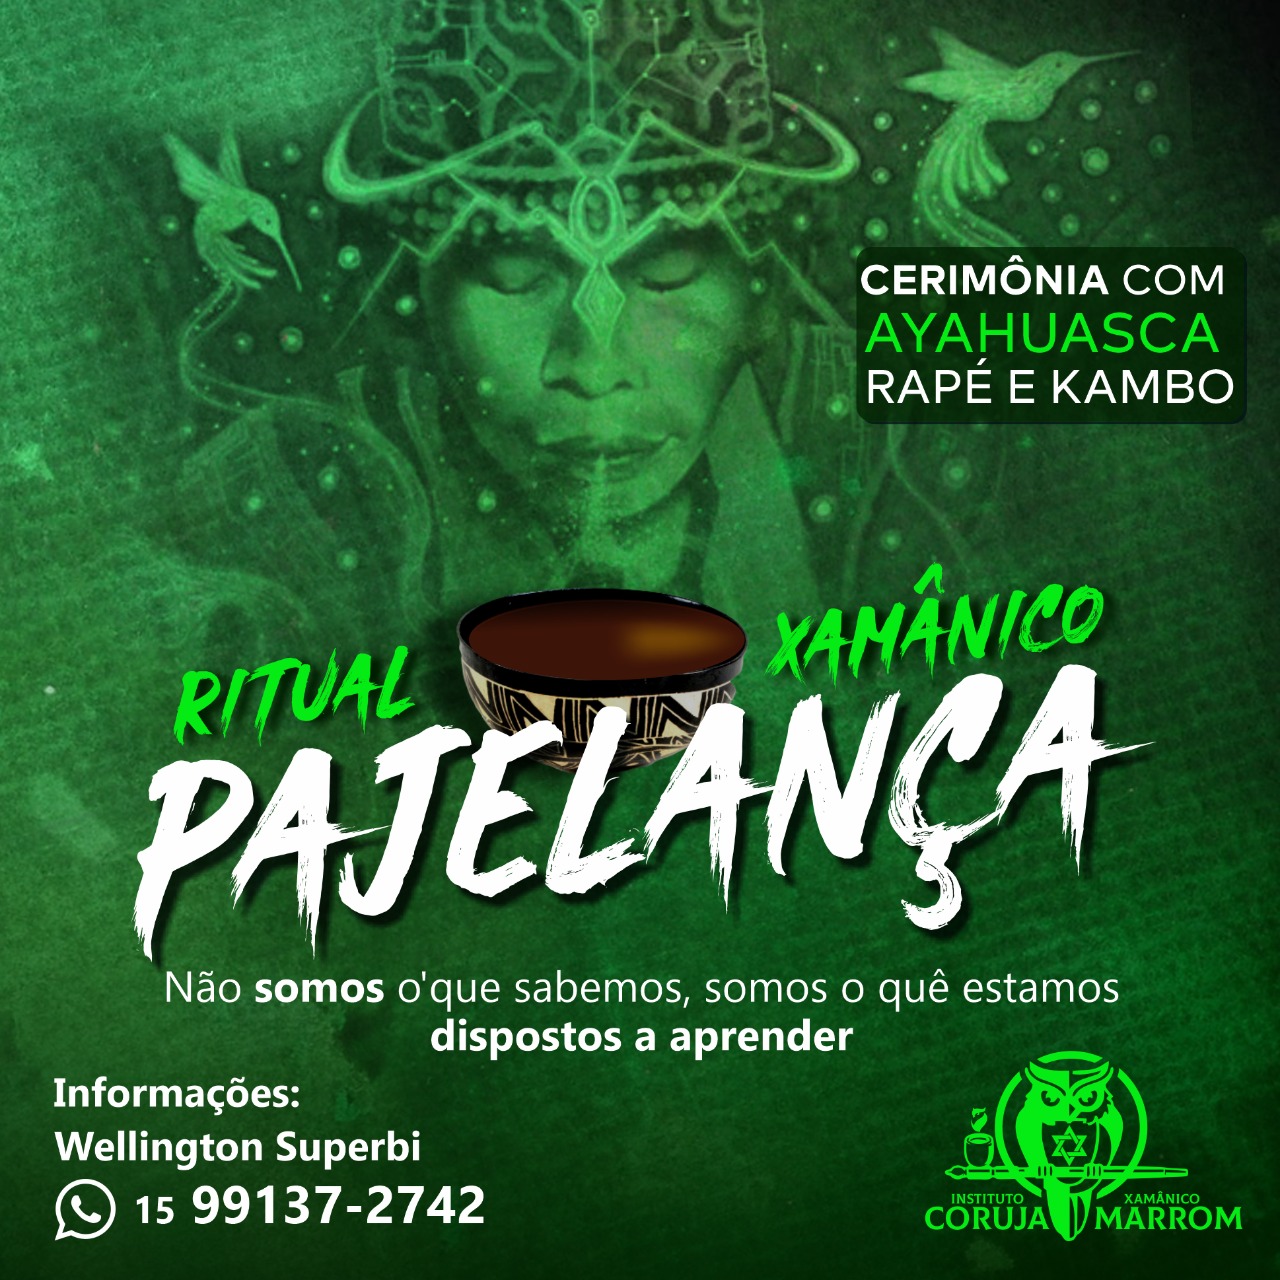 CERIMÔNIA COM
AYAHUASCA
RAPÉ E KAMBO
RITUAL XAMÂNICO
PAJELANÇA
Não somos o'que sabemos, somos o quê estamos
dispostos a aprender
Informações:
Wellington Superbi
15 99137-2742
INSTITUTO XAMÂNICO
CORUJA MARROM